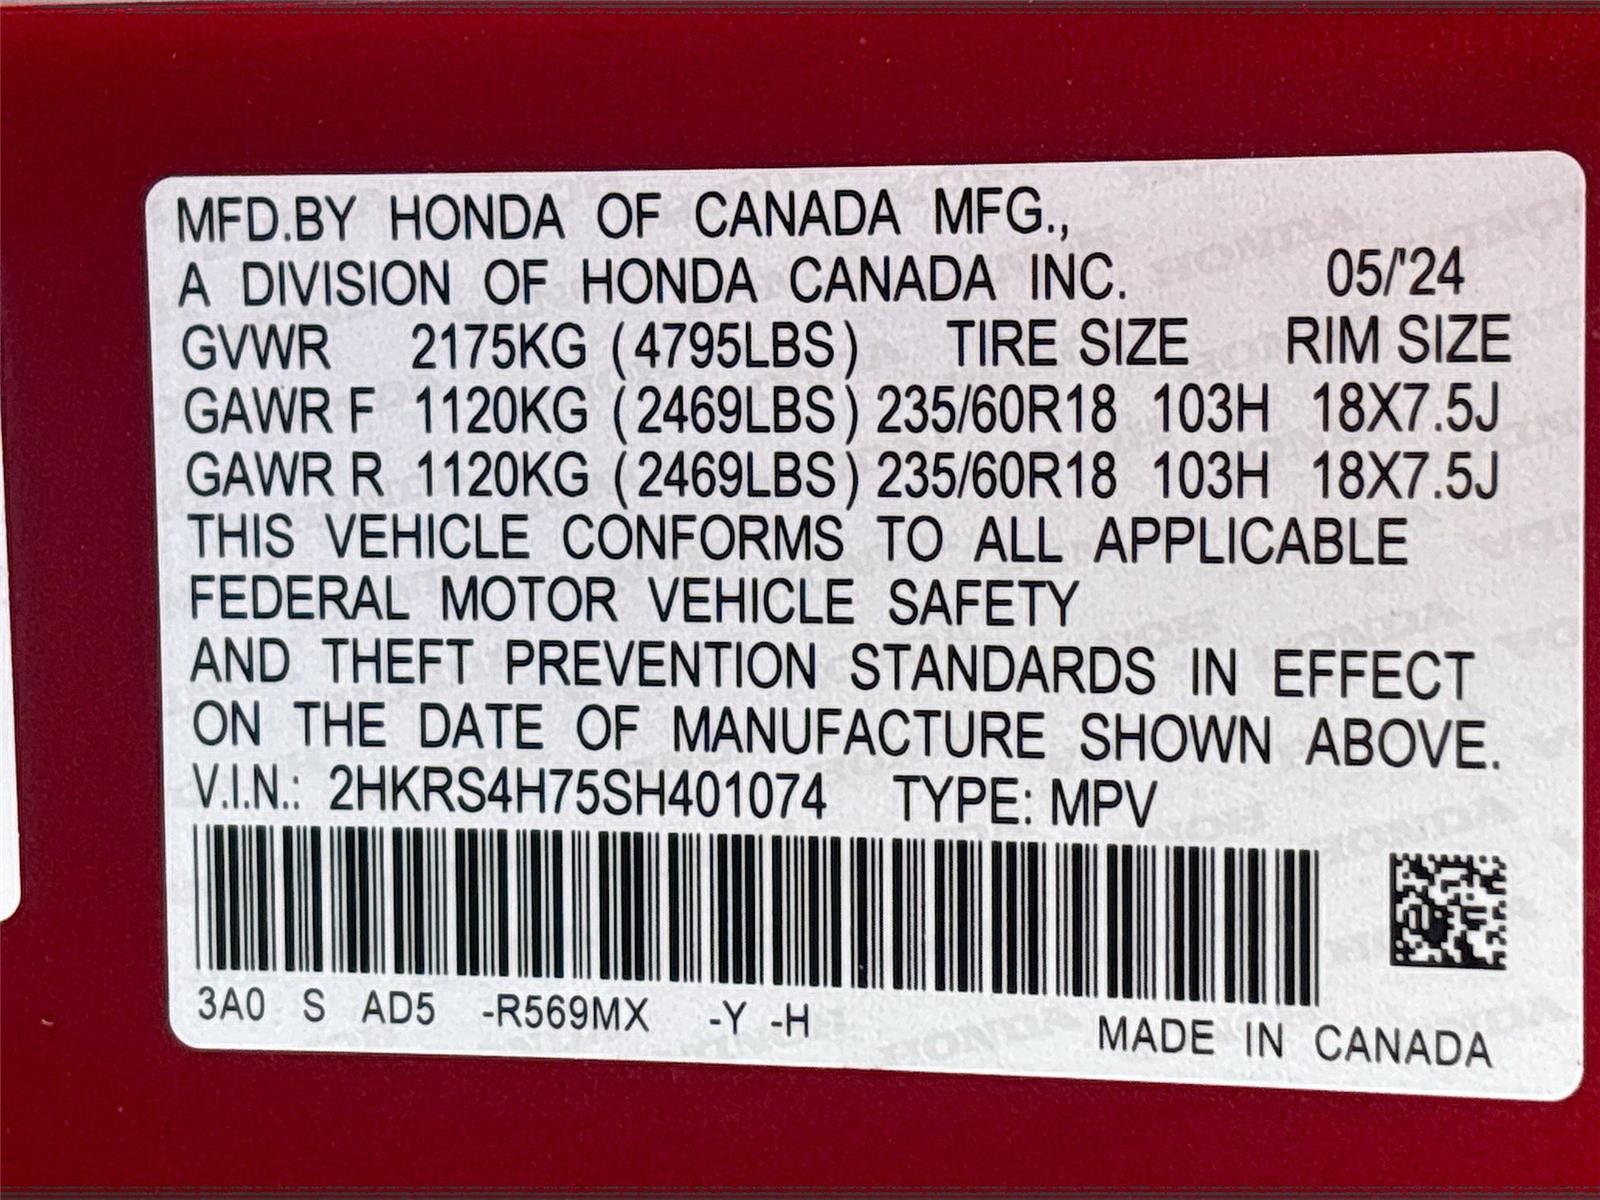 MFD.BY HONDA OF CANADA MFG.,
A DIVISION OF HONDA CANADA INC. 05/'24
GVWR 2175KG (4795LBS) TIRE SIZE RIM SIZE
GAWR F 1120KG (2469LBS) 235/60R18 103H 18X7.5J
GAWR R 1120KG (2469LBS) 235/60R18 103H 18X7.5J
THIS VEHICLE CONFORMS TO ALL APPLICABLE
FEDERAL MOTOR VEHICLE SAFETY
AND THEFT PREVENTION STANDARDS IN EFFECT
ON THE DATE OF MANUFACTURE SHOWN ABOVE.
V.I.N.: 2HKRS4H75SH401074 TYPE: MPV
3A0 S AD5 -R569MX -Y -H
MADE IN CANADA